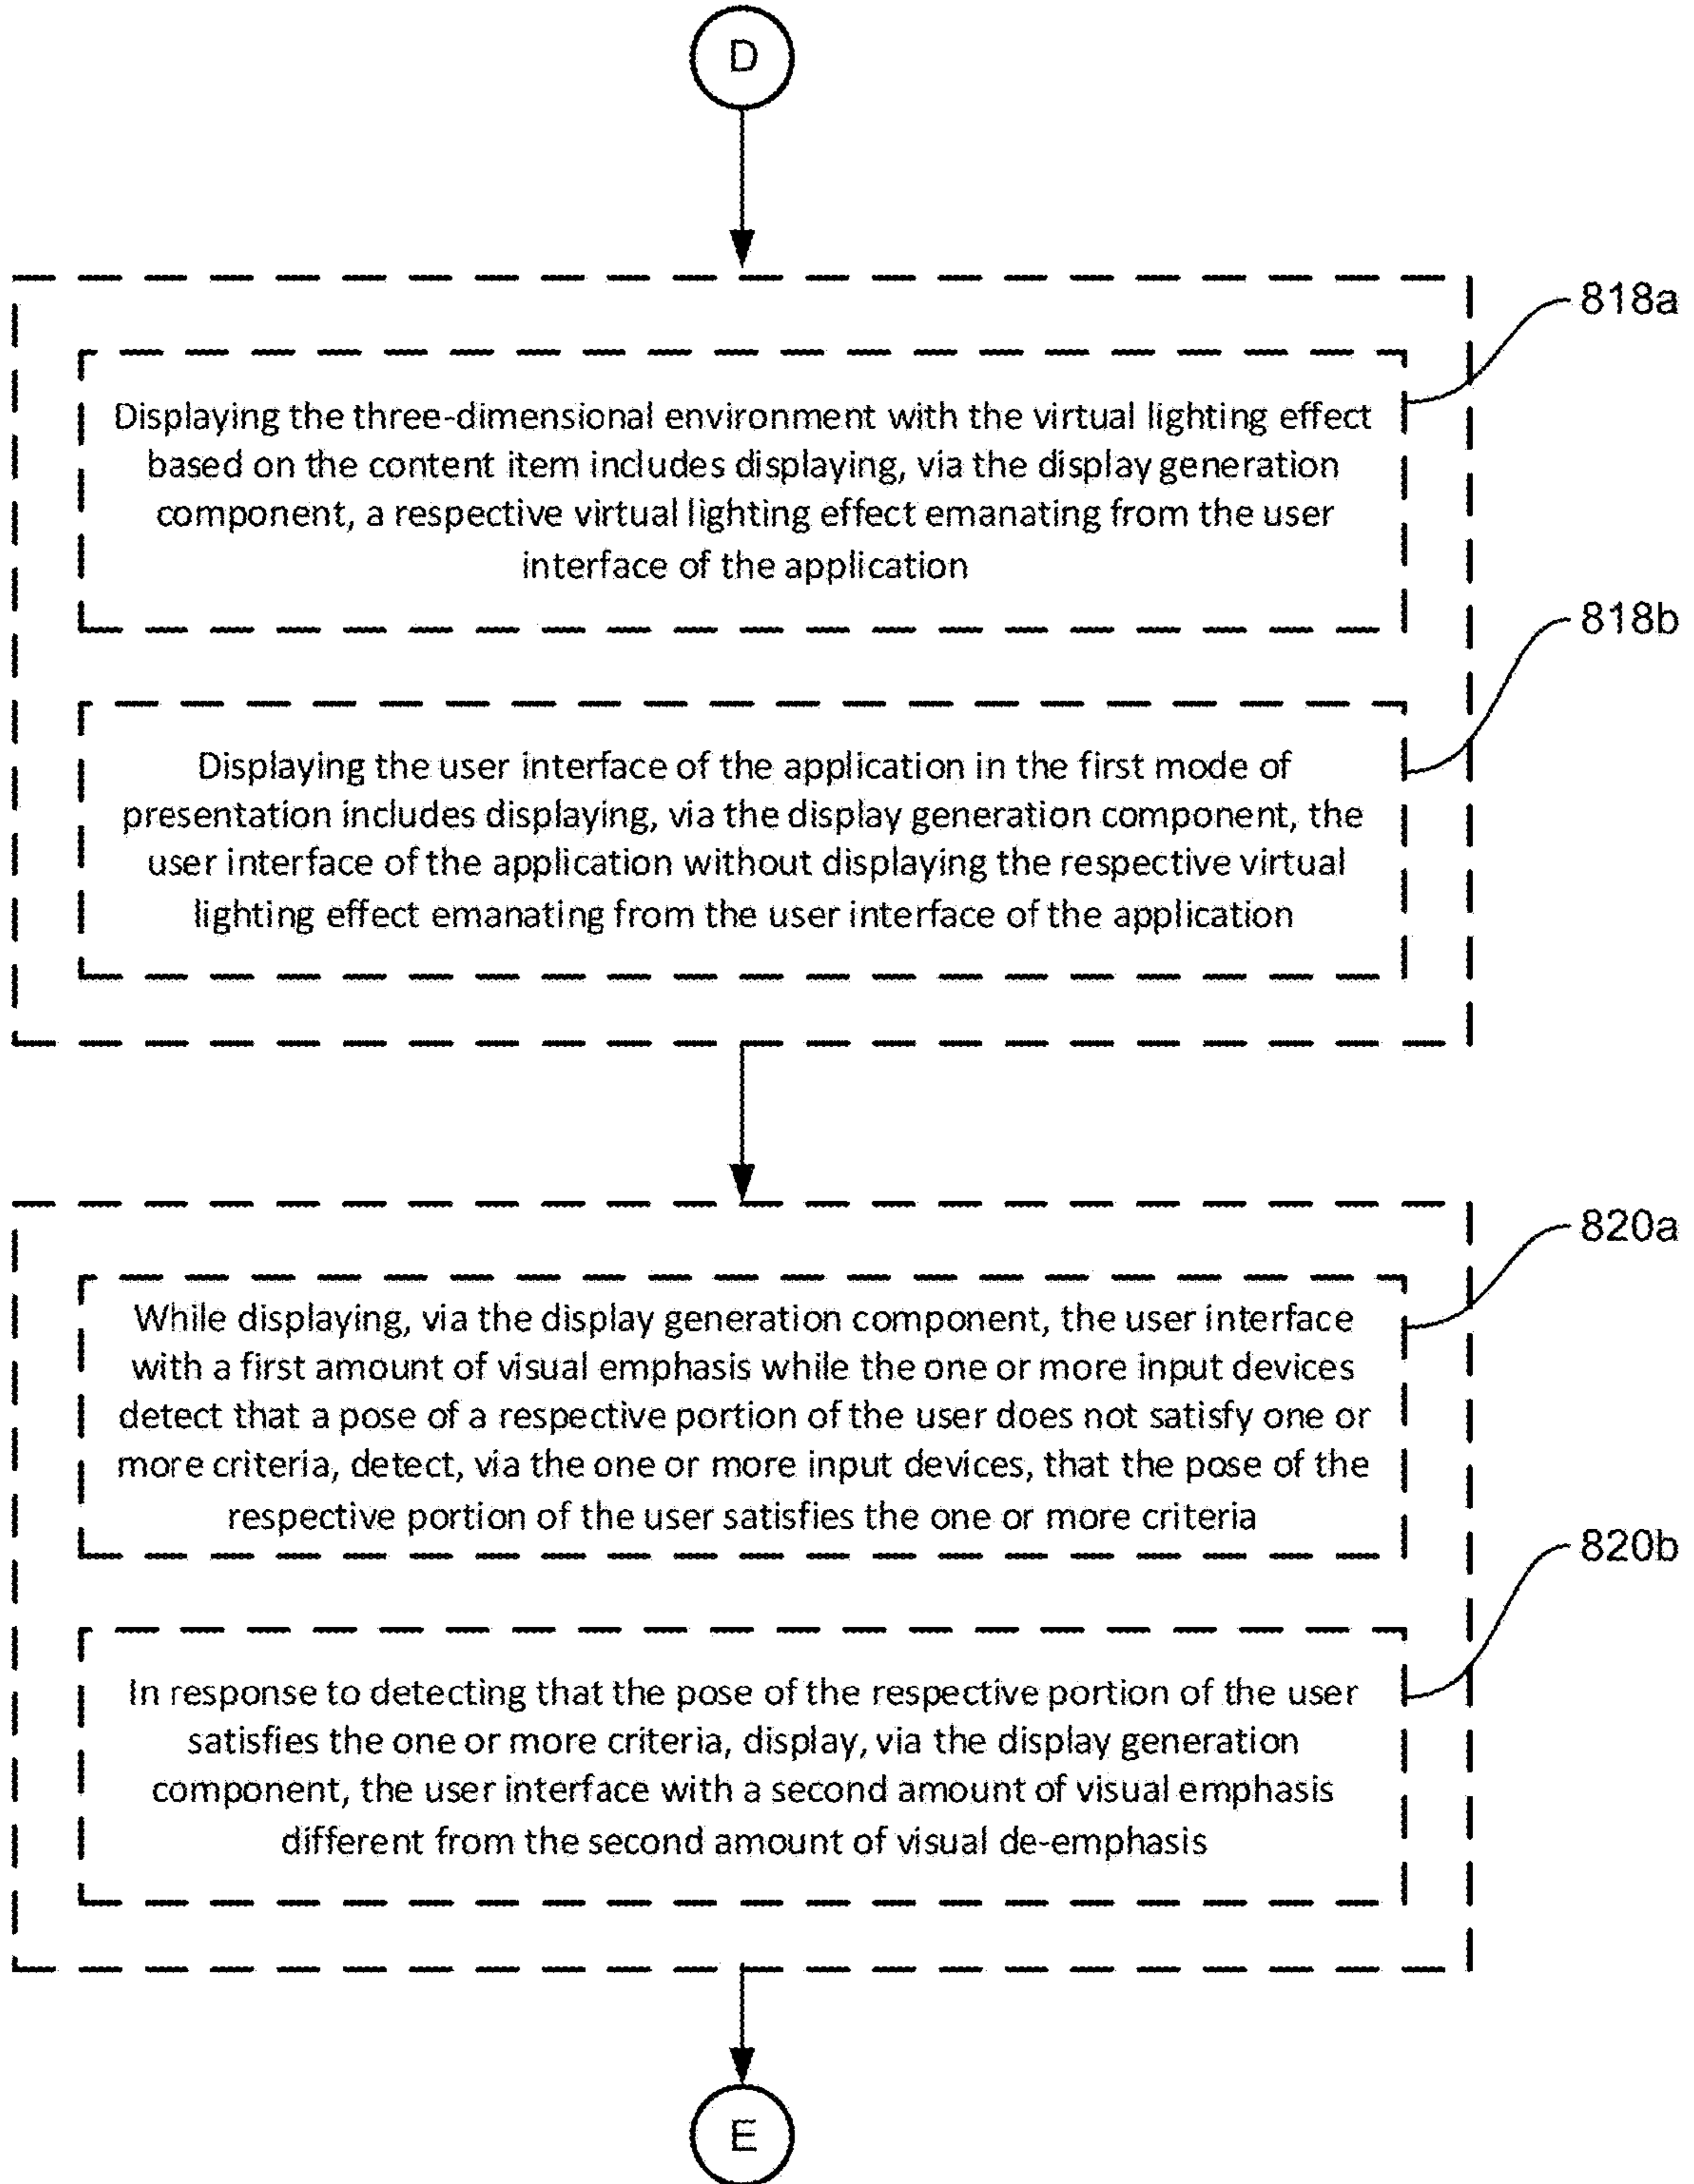 D
818a
Displaying the three-dimensional environment with the virtual lighting effect
based on the content item includes displaying, via the display generation
component, a respective virtual lighting effect emanating from the user
interface of the application
818b
Displaying the user interface of the application in the first mode of
presentation includes displaying, via the display generation component, the
user interface of the application without displaying the respective virtual
lighting effect emanating from the user interface of the application
820a
While displaying, via the display generation component, the user interface
with a first amount of visual emphasis while the one or more input devices
detect that a pose of a respective portion of the user does not satisfy one or
more criteria, detect, via the one or more input devices, that the pose of the
respective portion of the user satisfies the one or more criteria
820b
In response to detecting that the pose of the respective portion of the user
satisfies the one or more criteria, display, via the display generation
component, the user interface with a second amount of visual emphasis
different from the second amount of visual de-emphasis
E